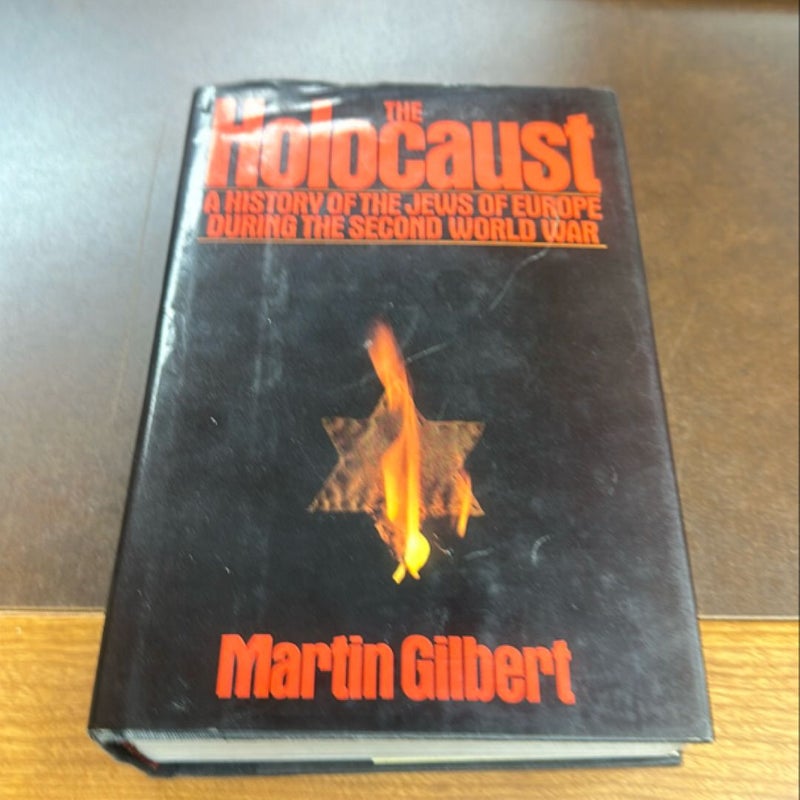 THE
Holocaust
A HISTORY OF THE JEWS OF EUROPE
DURING THE SECOND WORLD WAR
Martin Gilbert